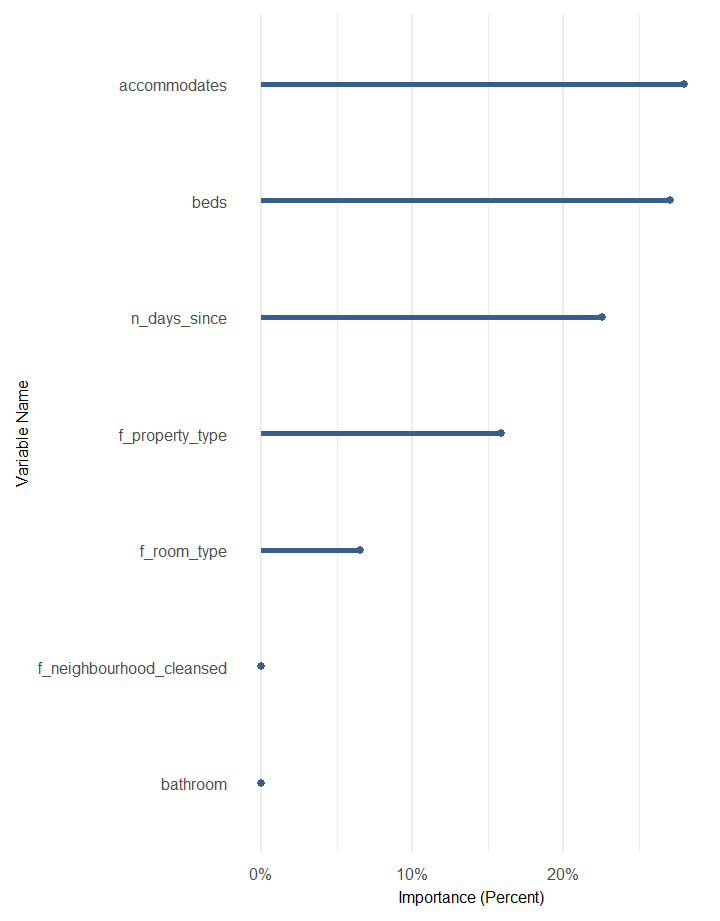 accommodates
beds
n_days_since
f_property_type
f_room_type
f_neighbourhood_cleansed
bathroom
Variable Name
0%
10%
20%
Importance (Percent)